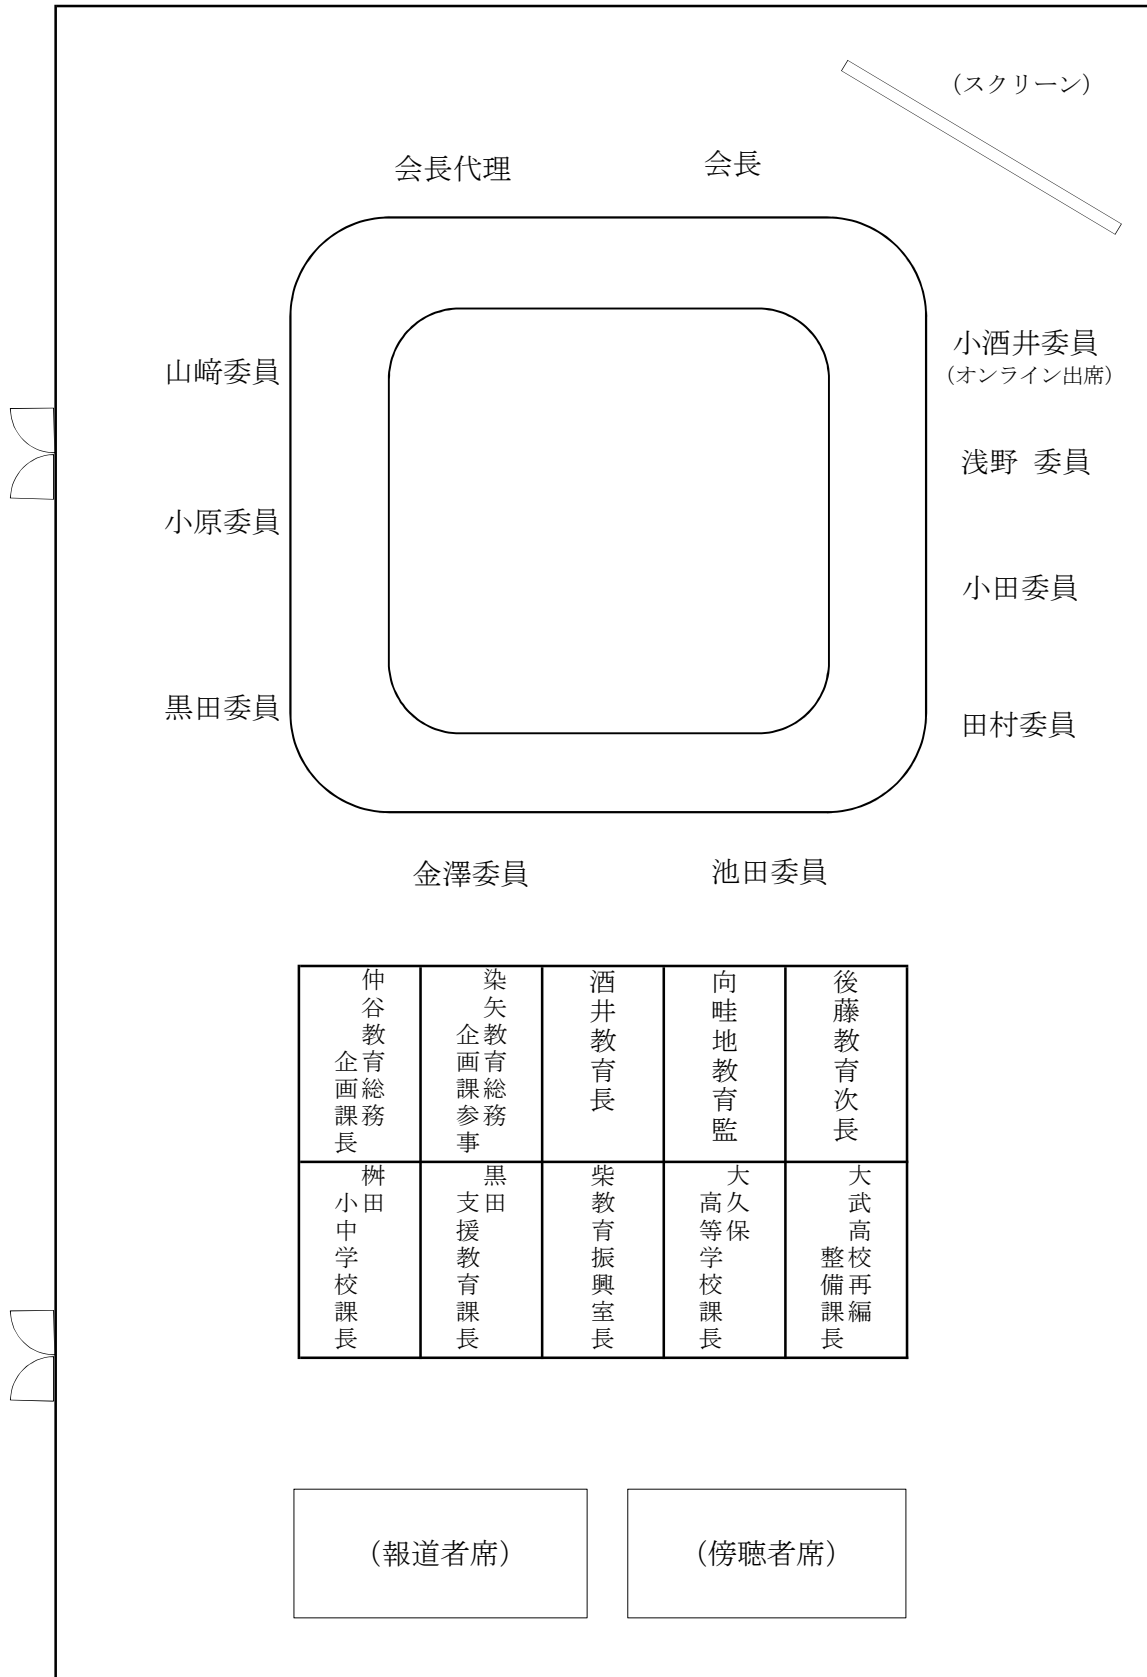 （スクリーン）
会長代理
会長
山﨑委員
小酒井委員
（オンライン出席）
浅野 委員
小原委員
小田委員
黒田委員
田村委員
金澤委員
池田委員
仲谷教育総務
企画課長
染矢教育総務
企画課参事
酒井教育長
向畦地教育監
後藤教育次長
桝田
小中学校課長
黒田
支援教育課長
柴教育振興室長
大久保
高等学校課長
大武高校再編
整備課長
（報道者席）
（傍聴者席）